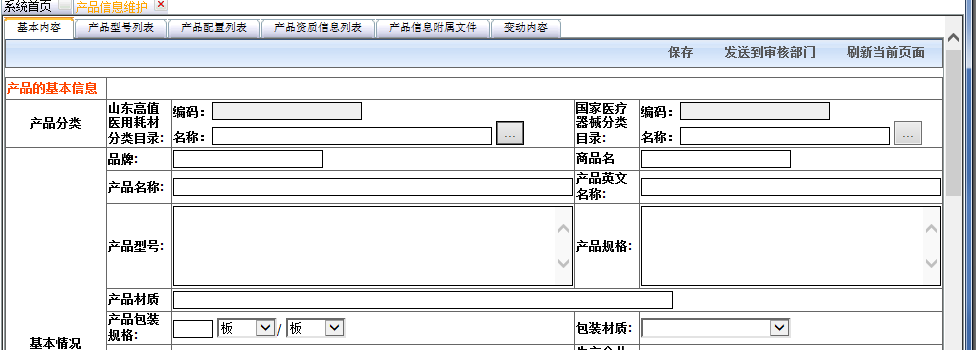 系统首页 产品信息维护
基本内容 产品型号列表 产品配置列表 产品资质信息列表 产品信息附属文件 变动内容
保存 发送到审核部门 刷新当前页面
产品的基本信息
产品分类
山东高值
医用耗材
分类目录:
编码:
名称: ...
国家医疗
器械分类
目录:
编码:
名称: ...
基本情况
品牌:
商品名
产品名称:
产品英文
名称:
产品型号:
产品规格:
产品材质
产品包装
规格:
板 / 板
包装材质: